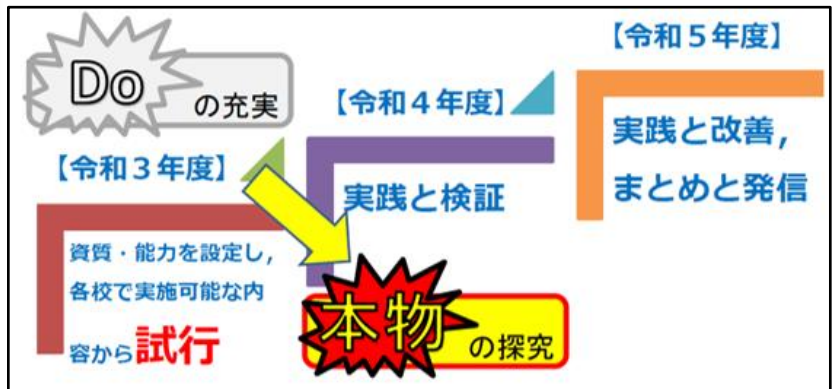 Doの充実
【令和３年度】
資質・能力を設定し，
各校で実施可能な内
容から試行
【令和４年度】
実践と検証
本物の探究
【令和５年度】
実践と改善，
まとめと発信